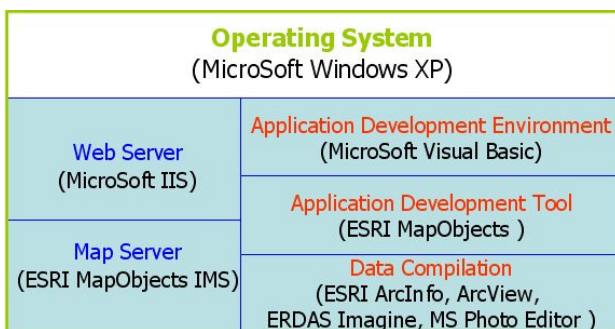 Operating System
(MicroSoft Windows XP)
Web Server
(MicroSoft IIS)
Map Server
(ESRI MapObjects IMS)
Application Development Environment
(MicroSoft Visual Basic)
Application Development Tool
(ESRI MapObjects )
Data Compilation
(ESRI ArcInfo, ArcView,
ERDAS Imagine, MS Photo Editor )